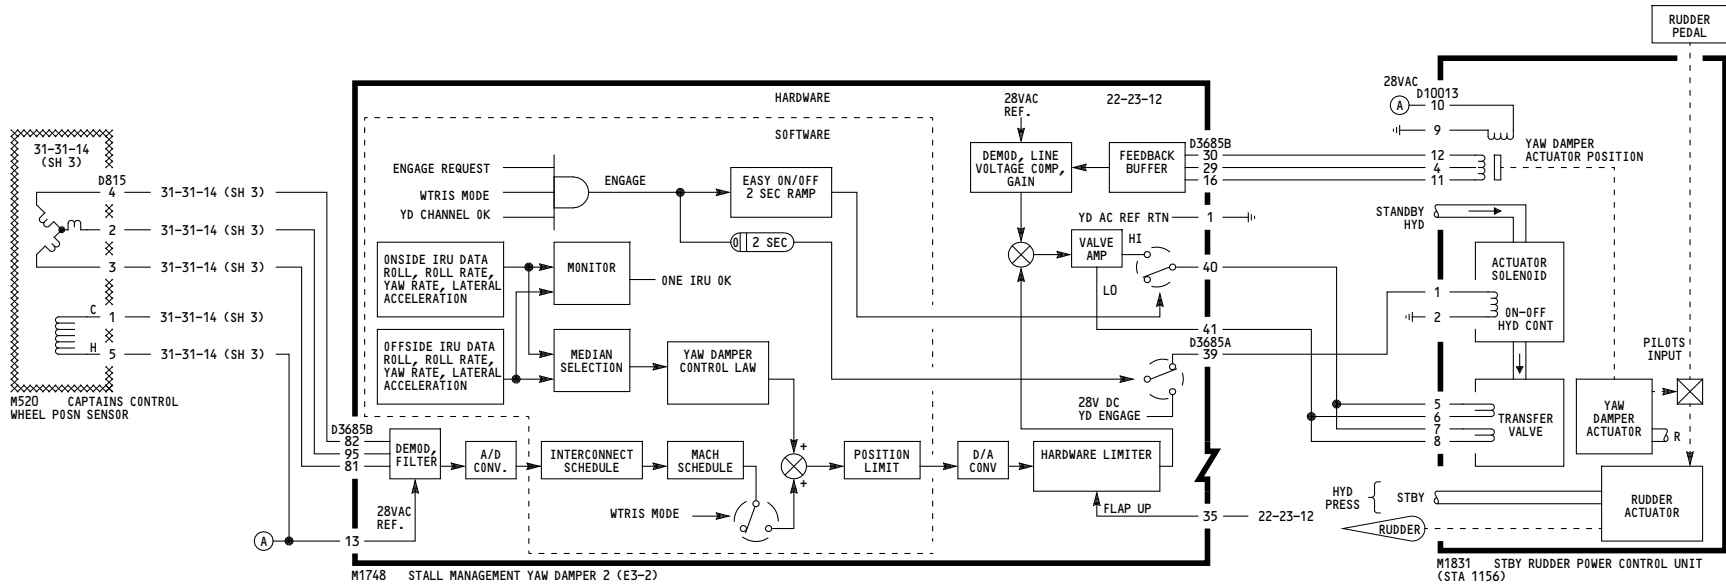 RUDDER
PEDAL
31-31-14
(SH 3)
D815
4
31-31-14 (SH 3)
2
31-31-14 (SH 3)
3
31-31-14 (SH 3)
C
1
31-31-14 (SH 3)
H
5
31-31-14 (SH 3)
M520 CAPTAINS CONTROL
WHEEL POSN SENSOR
A
HARDWARE
SOFTWARE
22-23-12
ENGAGE REQUEST
WTRIS MODE
YD CHANNEL OK
ENGAGE
EASY ON/OFF
2 SEC RAMP
0
2 SEC
ONSIDE IRU DATA
ROLL, ROLL RATE,
YAW RATE, LATERAL
ACCELERATION
MONITOR
ONE IRU OK
OFFSIDE IRU DATA
ROLL, ROLL RATE,
YAW RATE, LATERAL
ACCELERATION
MEDIAN
SELECTION
YAW DAMPER
CONTROL LAW
D3685B
82
95
81
DEMOD,
FILTER
A/D
CONV.
INTERCONNECT
SCHEDULE
MACH
SCHEDULE
+
+
POSITION
LIMIT
D/A
CONV
HARDWARE LIMITER
28VAC
REF.
13
WTRIS MODE
FLAP UP
35
22-23-12
28VAC
REF.
DEMOD, LINE
VOLTAGE COMP,
GAIN
FEEDBACK
BUFFER
D3685B
30
29
16
YD AC REF RTN
1
VALVE
AMP
HI
LO
40
41
D3685A
39
28V DC
YD ENGAGE
M1748 STALL MANAGEMENT YAW DAMPER 2 (E3-2)
28VAC
D10013
A
10
9
12
4
11
YAW DAMPER
ACTUATOR POSITION
STANDBY
HYD
ACTUATOR
SOLENOID
ON-OFF
HYD CONT
1
2
PILOTS
INPUT
5
6
7
8
TRANSFER
VALVE
YAW
DAMPER
ACTUATOR
R
HYD
PRESS
STBY
RUDDER
RUDDER
ACTUATOR
M1831 STBY RUDDER POWER CONTROL UNIT
(STA 1156)